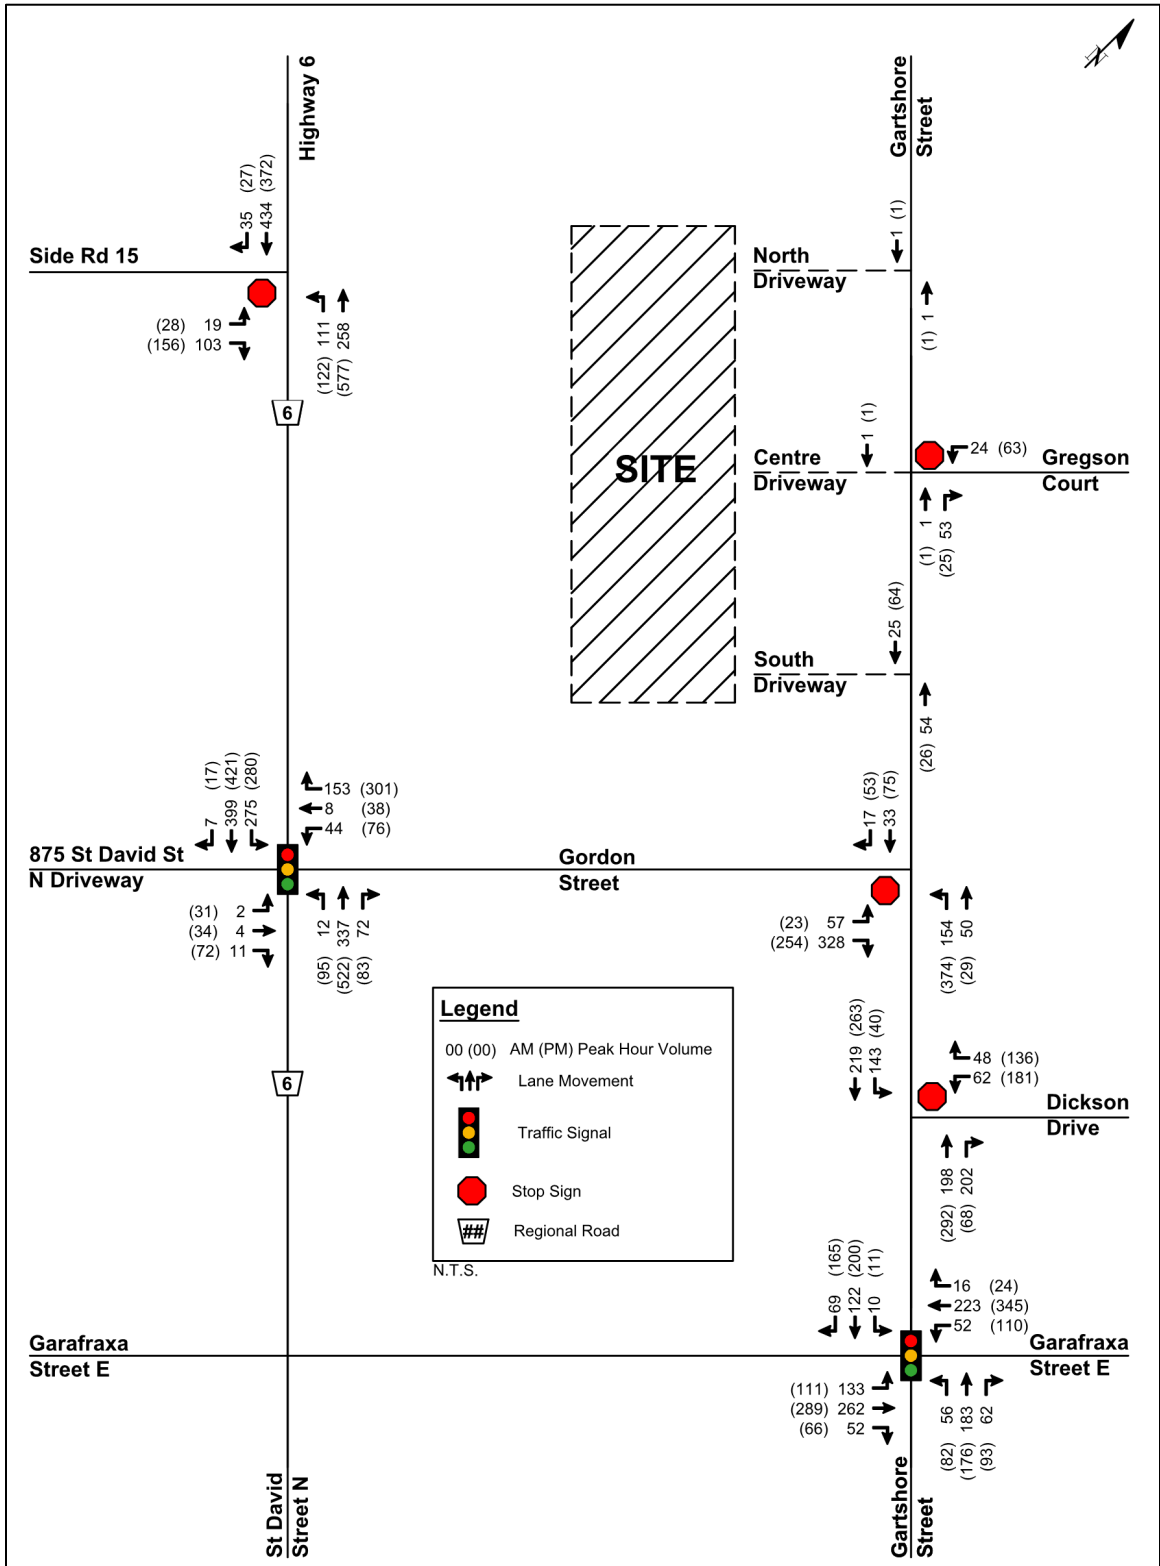 Highway 6
Gartshore
Street
35 (27)
434 (372)
Side Rd 15
(28) 19
(156) 103
(122) 111
(577) 258
6
1 (1)
North
Driveway
(1) 1
SITE
1 (1)
Centre
Driveway
24 (63)
Gregson
Court
(1) 1
(25) 53
25 (64)
South
Driveway
(26) 54
7 (17)
399 (421)
275 (280)
153 (301)
8 (38)
44 (76)
875 St David St
N Driveway
Gordon
Street
(31) 2
(34) 4
(72) 11
(95) 12
(522) 337
(83) 72
17 (53)
33 (75)
(23) 57
(254) 328
(374) 154
(29) 50
6
Legend
00 (00) AM (PM) Peak Hour Volume
Lane Movement
Traffic Signal
Stop Sign
## Regional Road
N.T.S.
219 (263)
143 (40)
48 (136)
62 (181)
Dickson
Drive
(292) 198
(68) 202
69 (165)
122 (200)
10 (11)
16 (24)
223 (345)
52 (110)
Garafraxa
Street E
Garafraxa
Street E
(111) 133
(289) 262
(66) 52
(82) 56
(176) 183
(93) 62
St David
Street N
Gartshore
Street
N